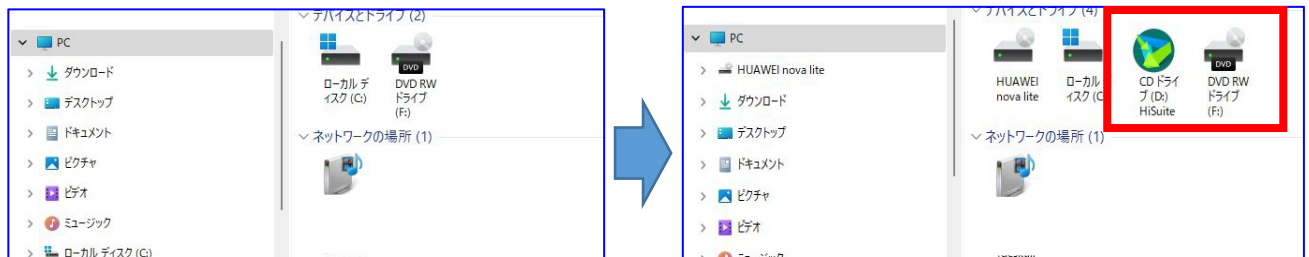 デバイスとドライブ (2)
PC
ダウンロード
デスクトップ
ドキュメント
ピクチャ
ビデオ
ミュージック
ローカル ディスク (C:)
ローカル デ
ィスク (C:)
DVD
DVD RW
ドライブ
(F:)
ネットワークの場所 (1)
デバイスとドライブ (4)
PC
HUAWEI nova lite
ダウンロード
デスクトップ
ドキュメント
ピクチャ
ビデオ
ミュージック
HUAWEI
nova lite
ローカル
ィスク (C
CD ドライ
ブ (D:)
HiSuite
DVD
DVD RW
ドライブ
(F:)
ネットワークの場所 (1)